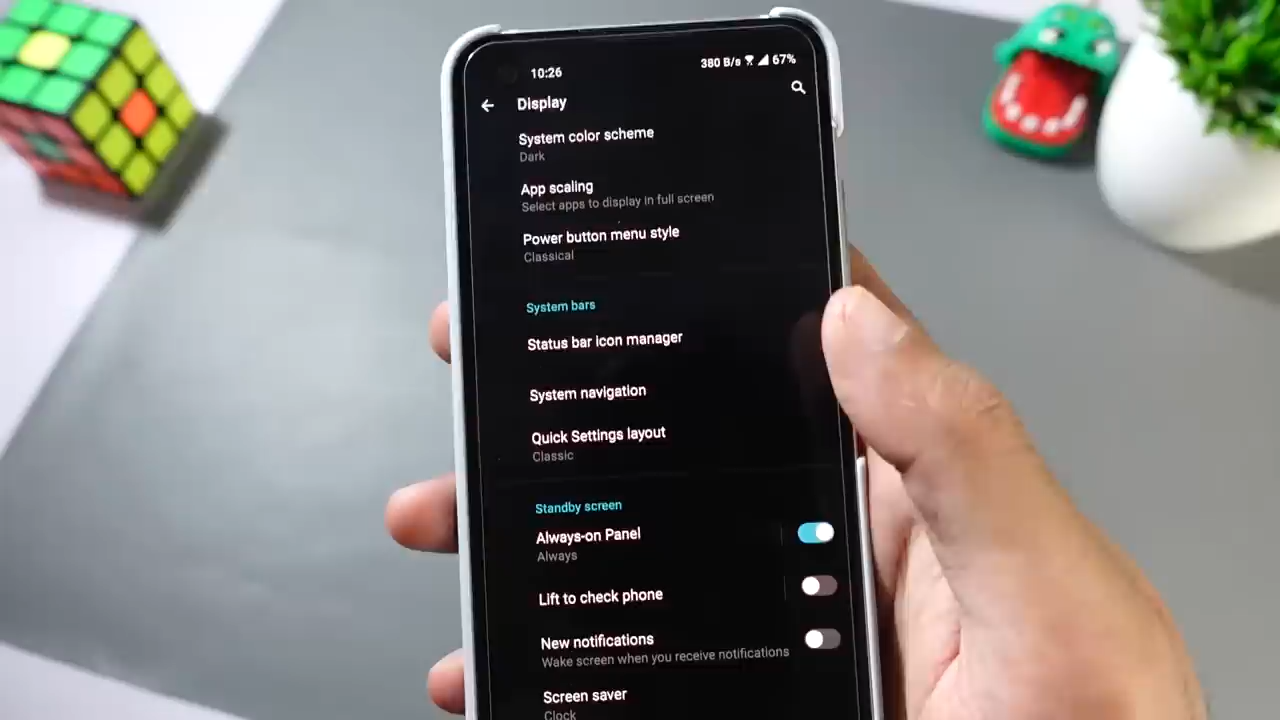 10:26
380 B/s 67%
Display
System color scheme
Dark
App scaling
Select apps to display in full screen
Power button menu style
Classical
System bars
Status bar icon manager
System navigation
Quick Settings layout
Classic
Standby screen
Always-on Panel
Always
Lift to check phone
New notifications
Wake screen when you receive notifications
Screen saver
Clock